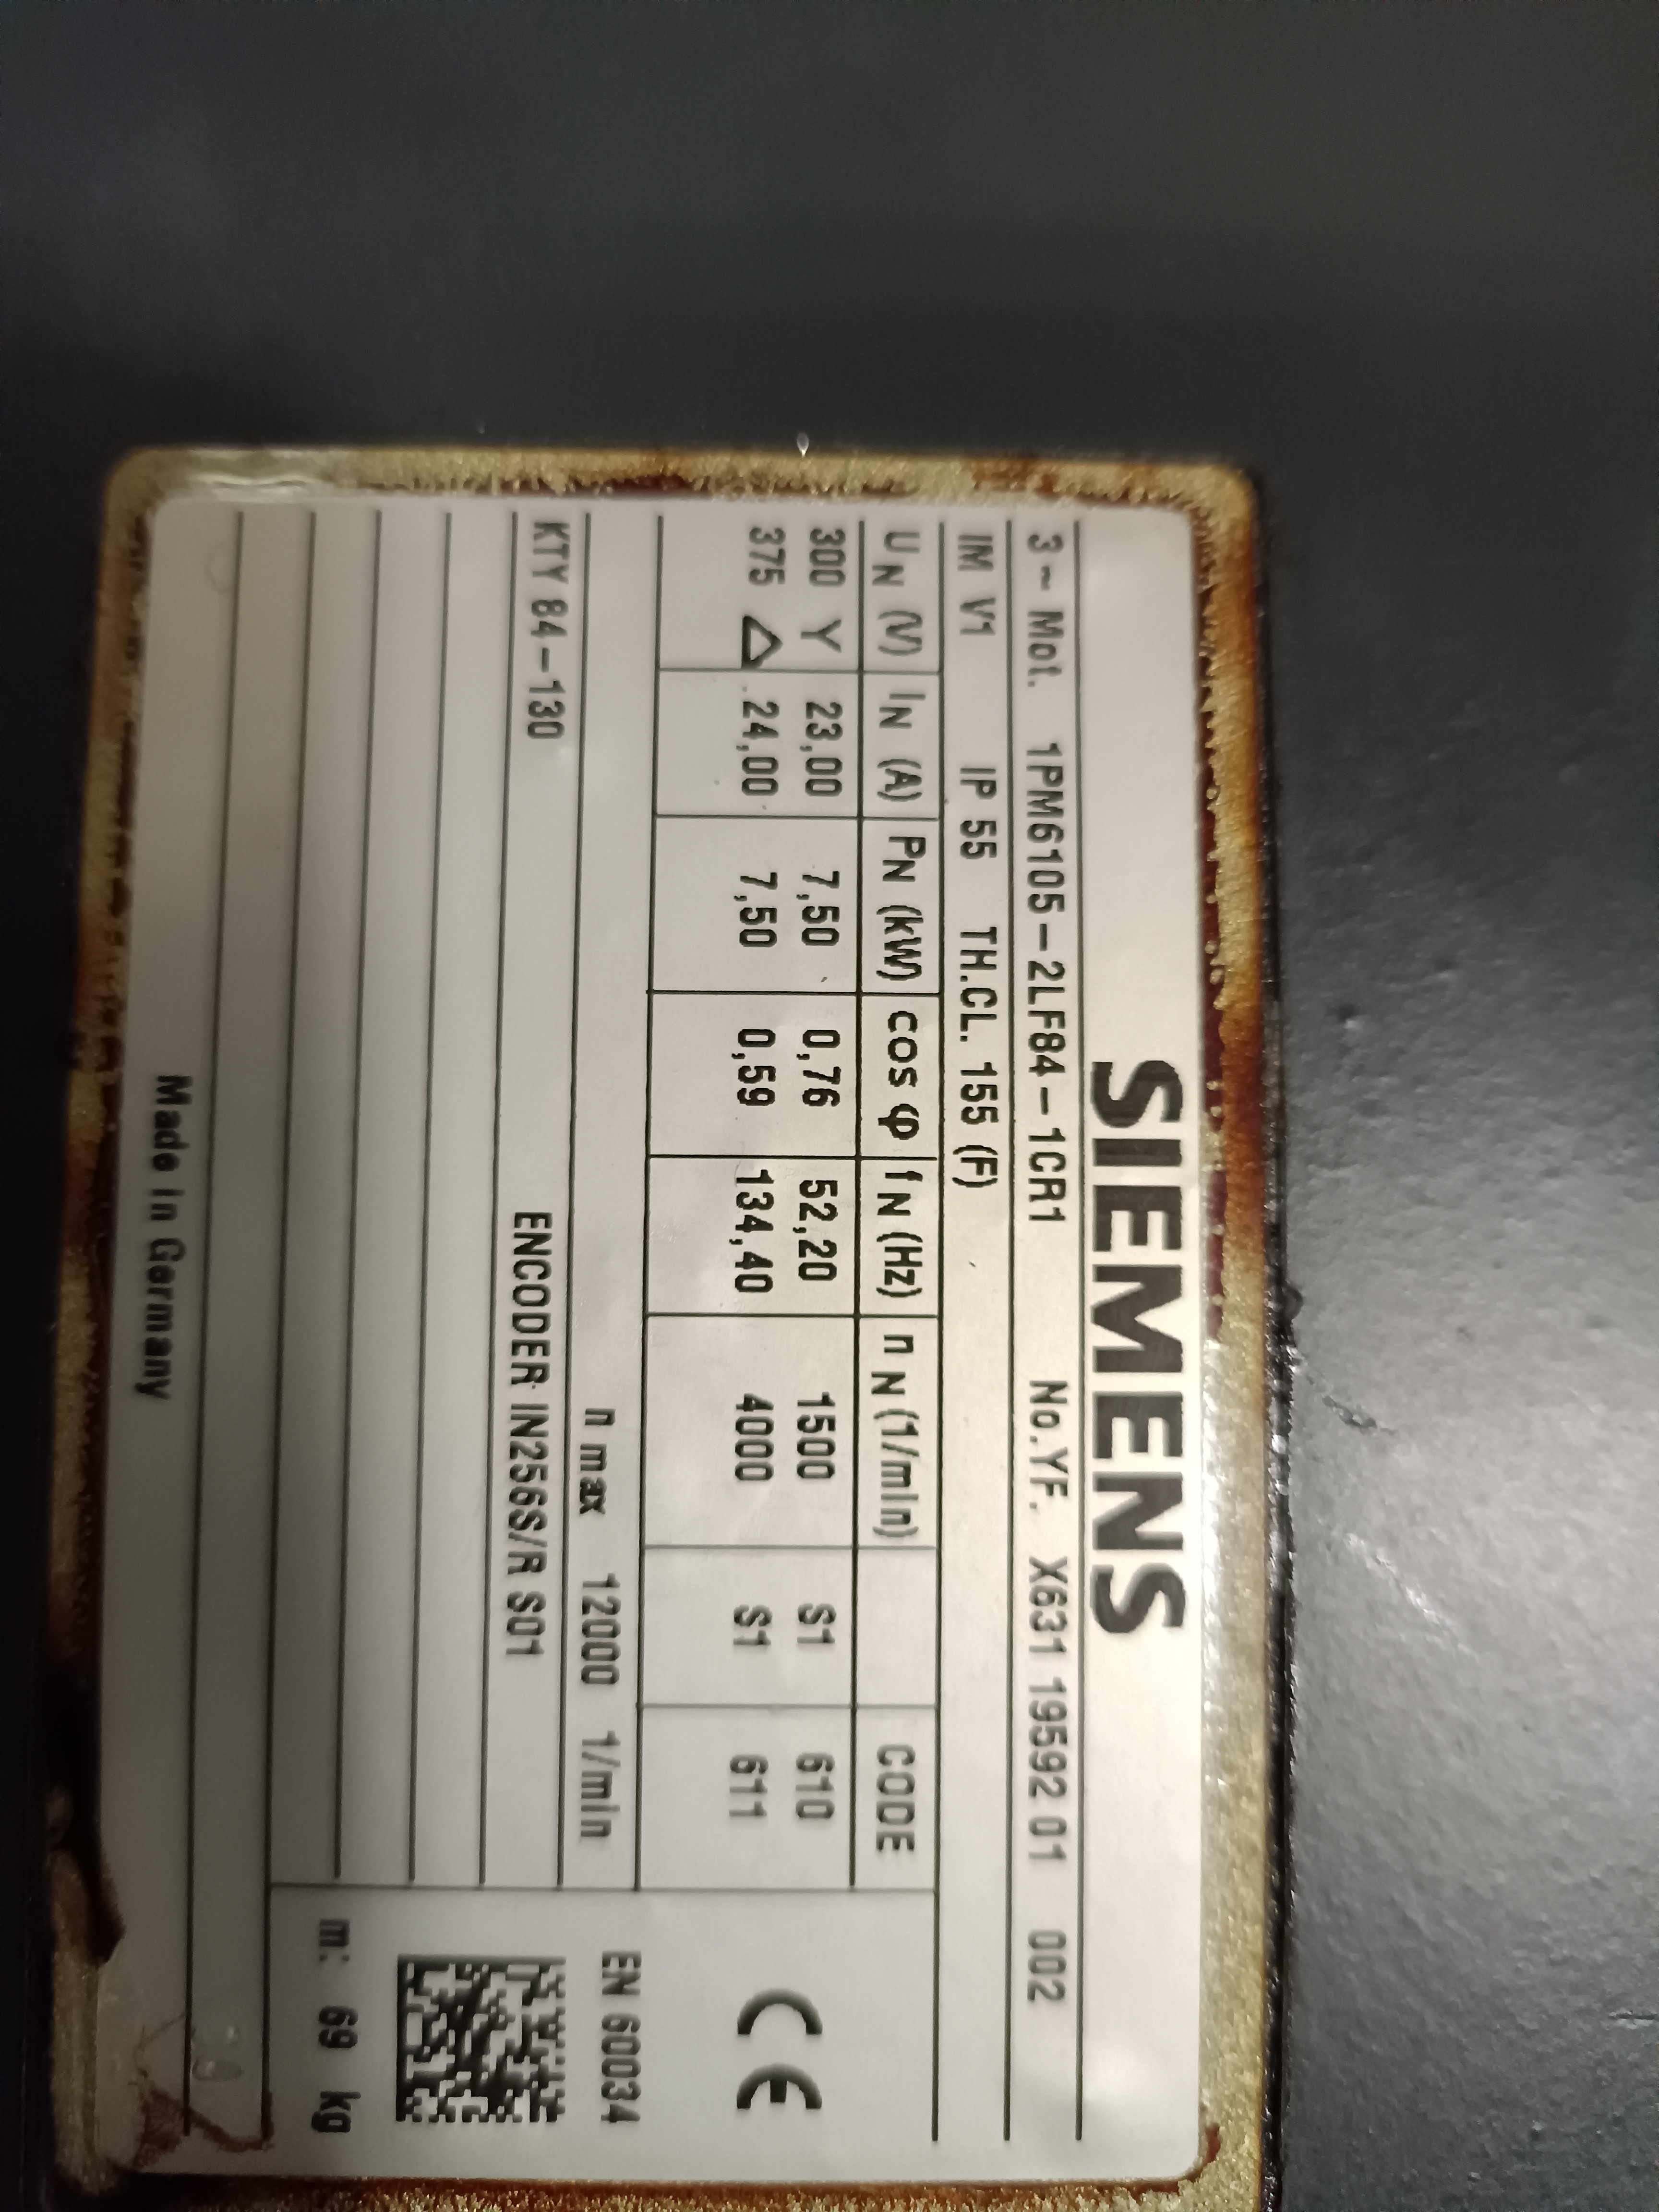 SIEMENS
3~ Mot. 1PM6105-2LF84-1CR1 No.YF. X631 19592 01 002
IM V1 IP 55 TH.CL. 155 (F)
UN (V) IN (A) PN (kW) cos φ fN (Hz) nN (1/min) CODE
300 Y 23,00 7,50 0,76 52,20 1500 S1 610
375 Δ 24,00 7,50 0,59 134,40 4000 S1 611
CE
n max 12000 1/min EN 60034
KTY 84-130 ENCODER IN256S/R S01
m: 69 kg
Made in Germany